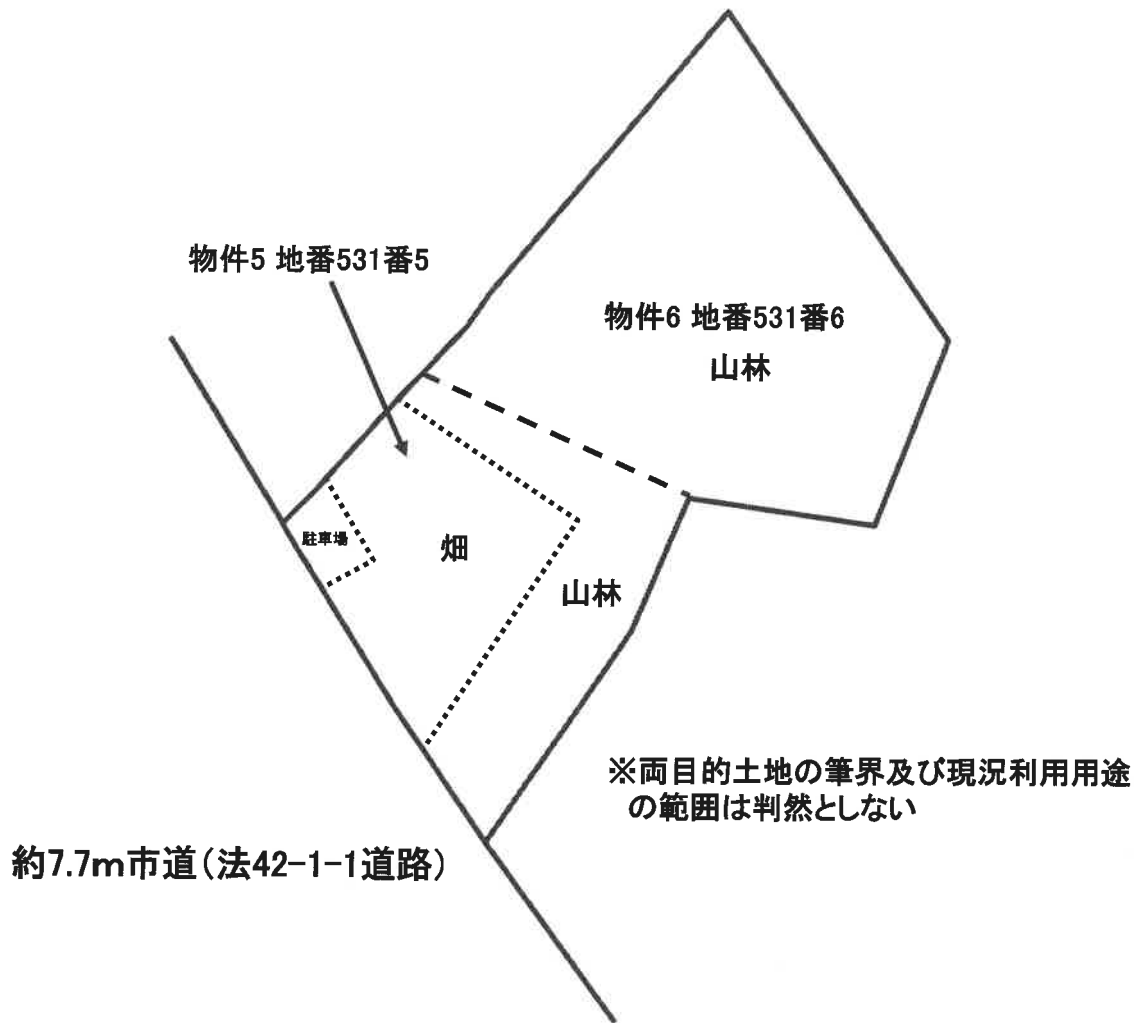 物件5 地番531番5
物件6 地番531番6
山林
駐車場
畑
山林
※両目的土地の筆界及び現況利用用途
の範囲は判然としない
約7.7m市道(法42-1-1道路)